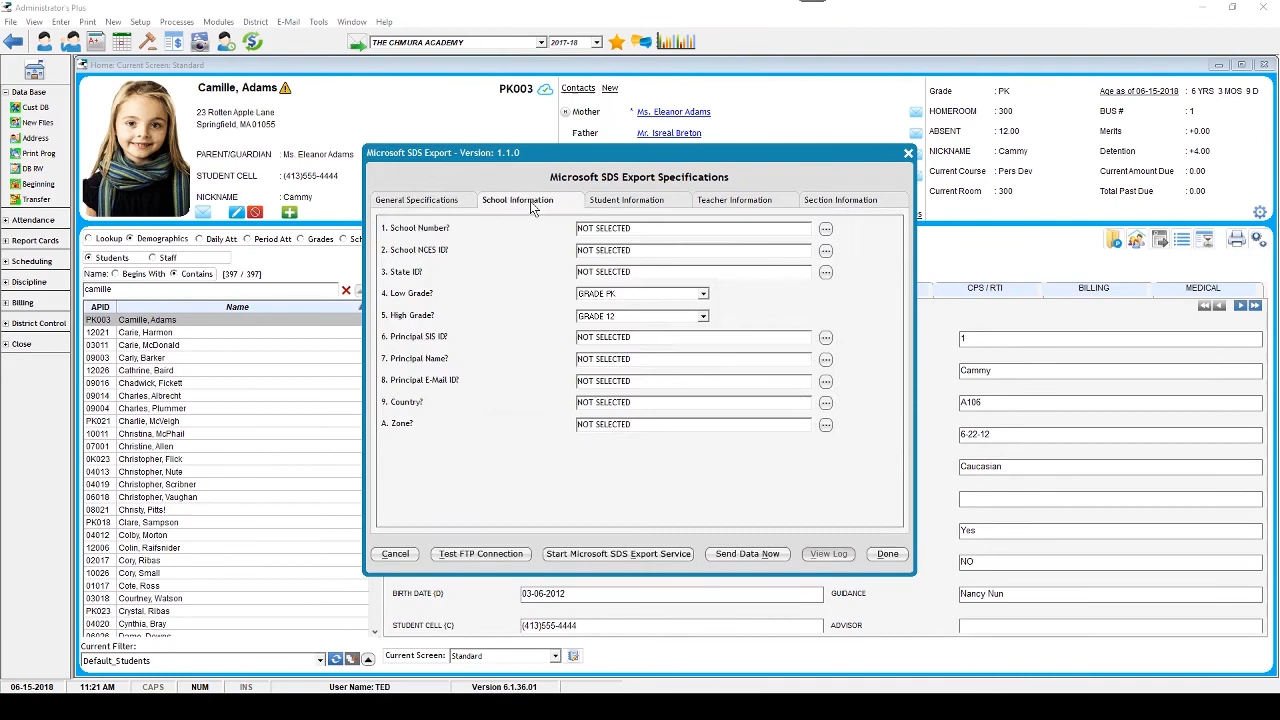 Administrator's Plus
File View Enter Print New Setup Processes Modules District E-Mail Tools Window Help
THE CHMURA ACADEMY 2017-18
Home: Current Screen: Standard
Data Base
Cust DB
New Files
Address
Print Prog
DB RW
Beginning
Transfer
Attendance
Report Cards
Scheduling
Discipline
Billing
District Control
Close
Camille, Adams PK003
23 Rotten Apple Lane
Springfield, MA 01055
PARENT/GUARDIAN : Ms. Eleanor Adams
STUDENT CELL : (413)555-4444
NICKNAME : Cammy
Contacts New
Mother * Ms. Eleanor Adams
Father Mr. Isreal Breton
Grade : PK
HOMEROOM : 300
ABSENT : 12.00
NICKNAME : Cammy
Current Course : Pers Dev
Current Room : 300
Age as of 06-15-2018 : 6 YRS 3 MOS 9 D
BUS # : 1
Merits : +0.00
Detention : +4.00
Current Amount Due : 0.00
Total Past Due : 0.00
Lookup Demographics Daily Att Period Att Grades
Students Staff
Name: Begins With Contains [397 / 397]
camille
APID Name
PK003 Camille, Adams
12021 Carie, Harmon
03011 Carie, McDonald
09003 Carly, Barker
12026 Cathrine, Baird
09016 Chadwick, Fickett
09014 Charles, Albrecht
09004 Charles, Plummer
PK021 Charlie, McVeigh
10011 Christina, McPhail
07001 Christine, Allen
0K023 Christopher, Flick
04013 Christopher, Nute
04019 Christopher, Scribner
06018 Christopher, Vaughan
08021 Christy, Pitts!
PK018 Clare, Sampson
04012 Colby, Morton
12006 Colin, Raifsnider
02017 Cory, Ribas
10026 Cory, Small
01017 Cote, Ross
03018 Courtney, Watson
PK023 Crystal, Ribas
04020 Cynthia, Bray
Current Filter:
Default_Students
Microsoft SDS Export - Version: 1.1.0
Microsoft SDS Export Specifications
General Specifications School Information Student Information Teacher Information Section Information
1. School Number? NOT SELECTED
2. School NCES ID? NOT SELECTED
3. State ID? NOT SELECTED
4. Low Grade? GRADE PK
5. High Grade? GRADE 12
6. Principal SIS ID? NOT SELECTED
7. Principal Name? NOT SELECTED
8. Principal E-Mail ID? NOT SELECTED
9. Country? NOT SELECTED
A. Zone? NOT SELECTED
Cancel Test FTP Connection Start Microsoft SDS Export Service Send Data Now View Log Done
CPS / RTI BILLING MEDICAL
1
Cammy
A106
6-22-12
Caucasian
Yes
NO
BIRTH DATE {D} 03-06-2012 GUIDANCE Nancy Nun
STUDENT CELL {C} (413)555-4444 ADVISOR
Current Screen: Standard
06-15-2018 11:21 AM CAPS NUM INS User Name: TED Version 6.1.36.01